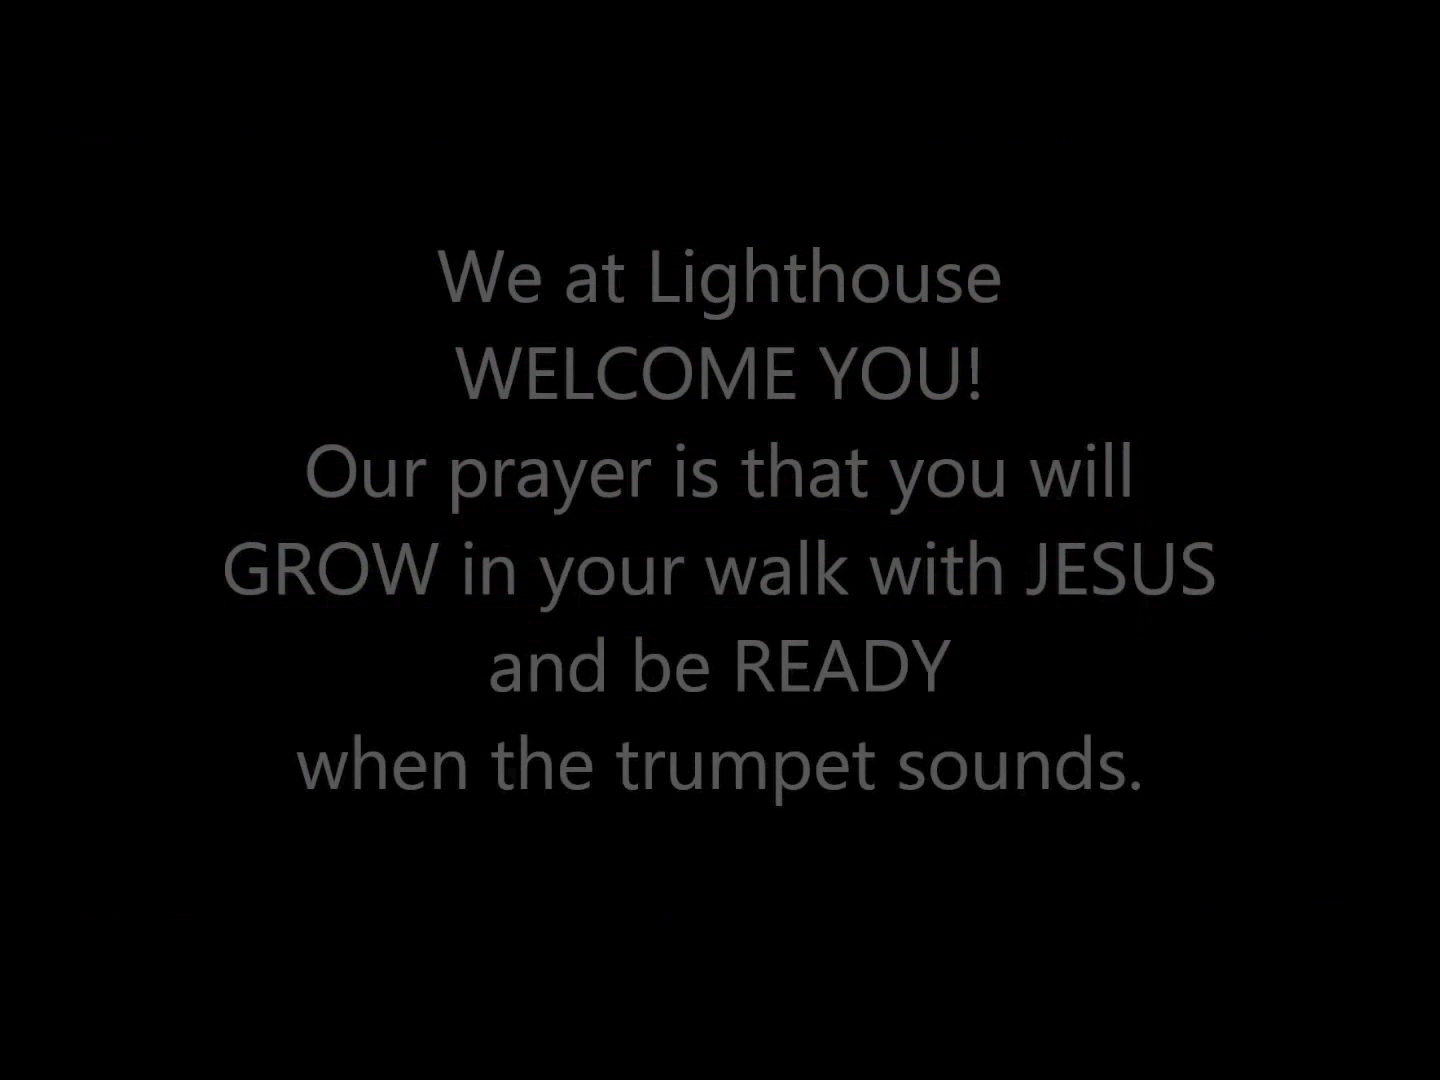 We at Lighthouse
WELCOME YOU!
Our prayer is that you will
GROW in your walk with JESUS
and be READY
when the trumpet sounds.